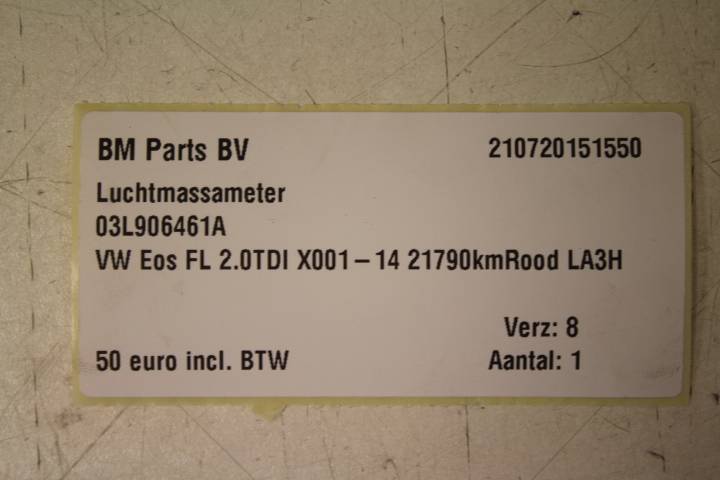 BM Parts BV 210720151550
Luchtmassameter
03L906461A
VW Eos FL 2.0TDI X001-14 21790kmRood LA3H
Verz: 8
50 euro incl. BTW Aantal: 1